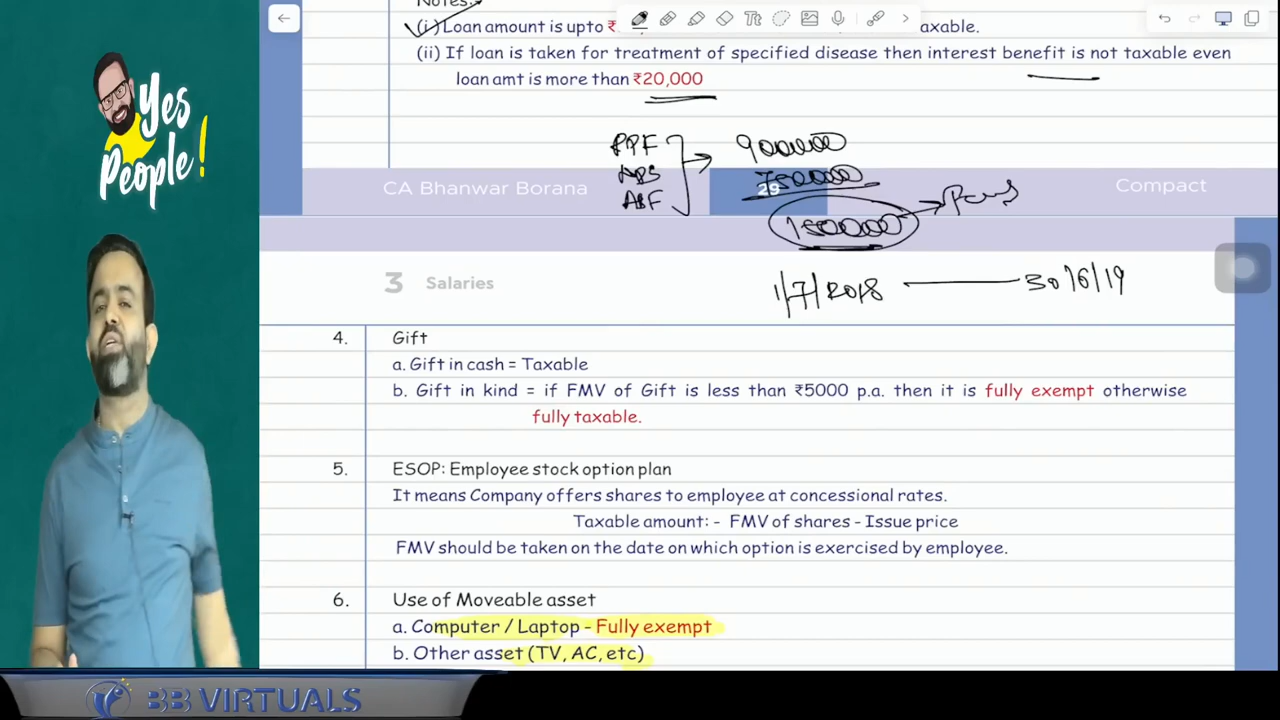 Notes:
(i) Loan amount is upto ₹ axable.
(ii) If loan is taken for treatment of specified disease then interest benefit is not taxable even
loan amt is more than ₹20,000
PPF
900000
CA Bhanwar Borana 29 Compact
1500000
3 Salaries
1/7/2018 30/6/19
4. Gift
a. Gift in cash = Taxable
b. Gift in kind = if FMV of Gift is less than ₹5000 p.a. then it is fully exempt otherwise
fully taxable.
5. ESOP: Employee stock option plan
It means Company offers shares to employee at concessional rates.
Taxable amount: - FMV of shares - Issue price
FMV should be taken on the date on which option is exercised by employee.
6. Use of Moveable asset
a. Computer / Laptop - Fully exempt
b. Other asset (TV, AC, etc)
Yes
People!
BB VIRTUALS